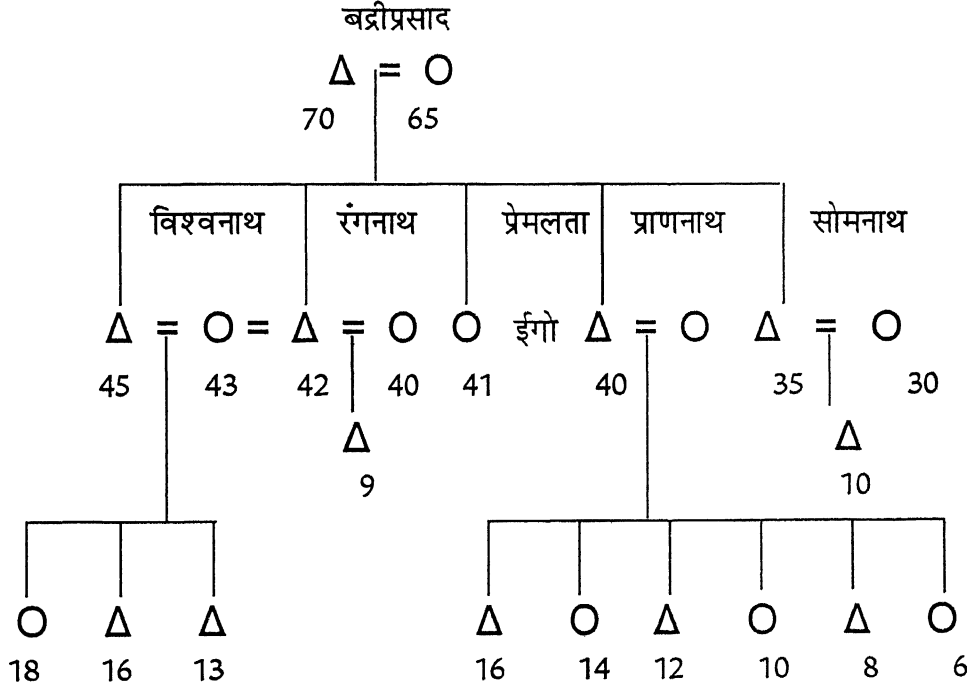 बद्रीप्रसाद
Δ = O
70 65
विश्वनाथ रंगनाथ प्रेमलता प्राणनाथ सोमनाथ
Δ = O = Δ = O O ईगो Δ = O Δ = O
45 43 42 40 41 40 35 30
Δ Δ
9 10
O Δ Δ Δ O Δ O Δ O
18 16 13 16 14 12 10 8 6